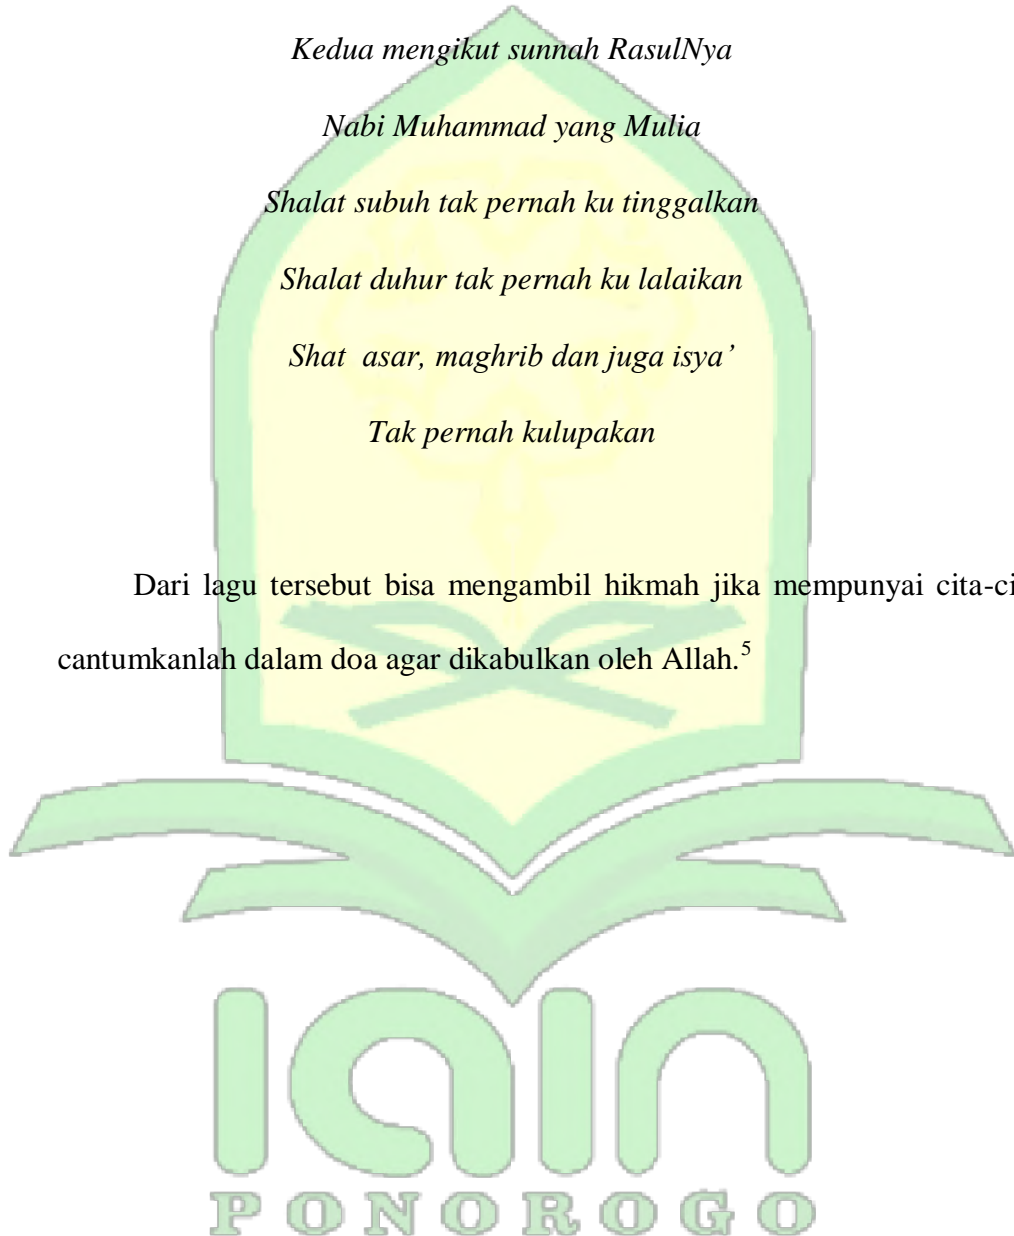 Kedua mengikut sunnah RasulNya
Nabi Muhammad yang Mulia
Shalat subuh tak pernah ku tinggalkan
Shalat duhur tak pernah ku lalaikan
Shat asar, maghrib dan juga isya’
Tak pernah kulupakan
Dari lagu tersebut bisa mengambil hikmah jika mempunyai cita-ci
cantumkanlah dalam doa agar dikabulkan oleh Allah.5
iain
PONOROGO